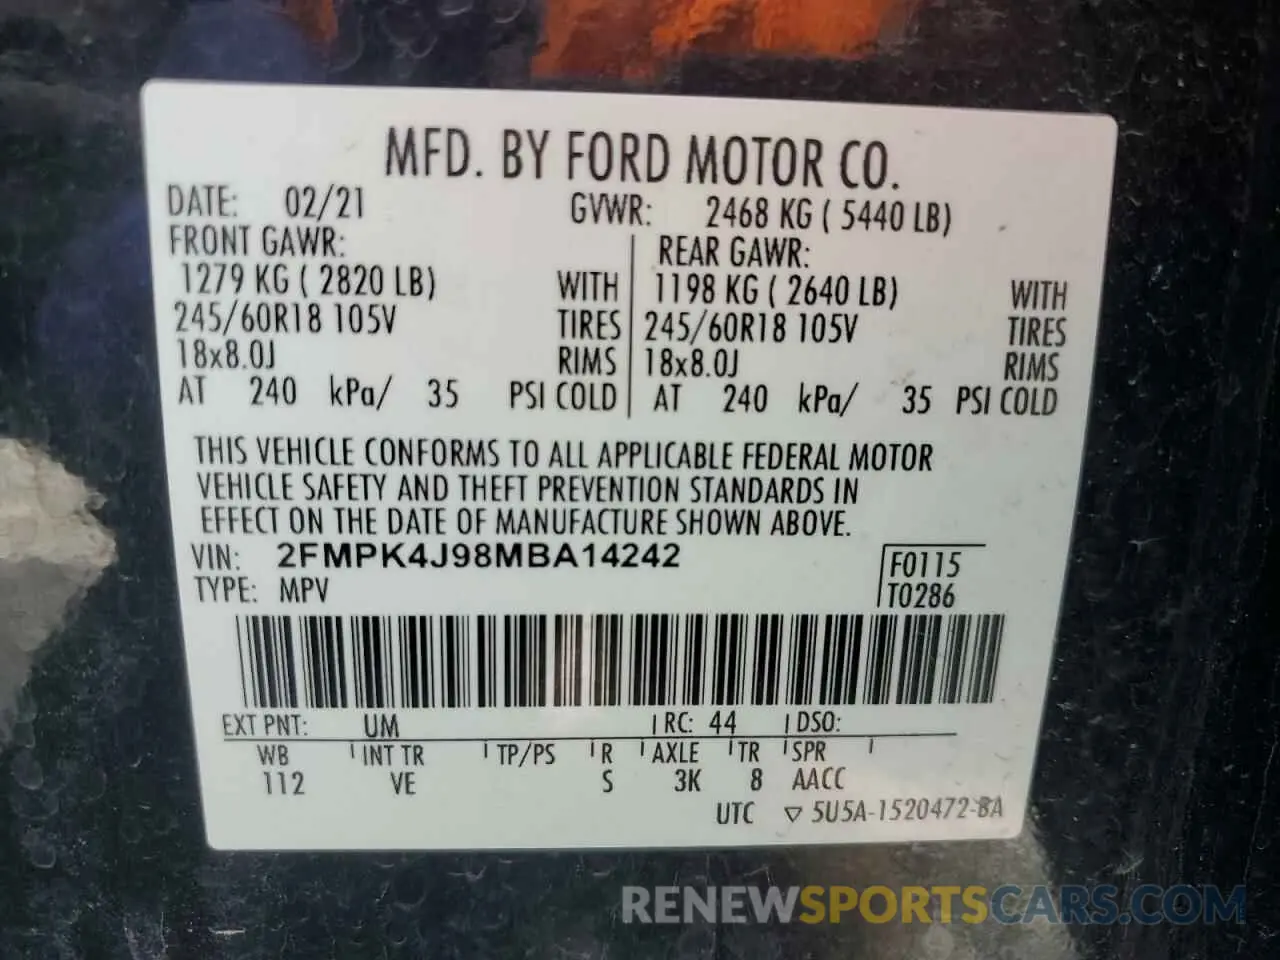 MFD. BY FORD MOTOR CO.
DATE: 02/21 GVWR: 2468 KG ( 5440 LB)
FRONT GAWR: REAR GAWR:
1279 KG ( 2820 LB) WITH 1198 KG ( 2640 LB) WITH
245/60R18 105V TIRES 245/60R18 105V TIRES
18x8.0J RIMS 18x8.0J RIMS
AT 240 kPa/ 35 PSI COLD AT 240 kPa/ 35 PSI COLD
THIS VEHICLE CONFORMS TO ALL APPLICABLE FEDERAL MOTOR
VEHICLE SAFETY AND THEFT PREVENTION STANDARDS IN
EFFECT ON THE DATE OF MANUFACTURE SHOWN ABOVE.
VIN: 2FMPK4J98MBA14242 F0115
TYPE: MPV T0286
EXT PNT: UM RC: 44 DSO:
WB INT TR TP/PS R AXLE TR SPR
112 VE S 3K 8 AACC
UTC ▽ 5U5A-1520472-BA
RENEWSPORTSCARS.COM